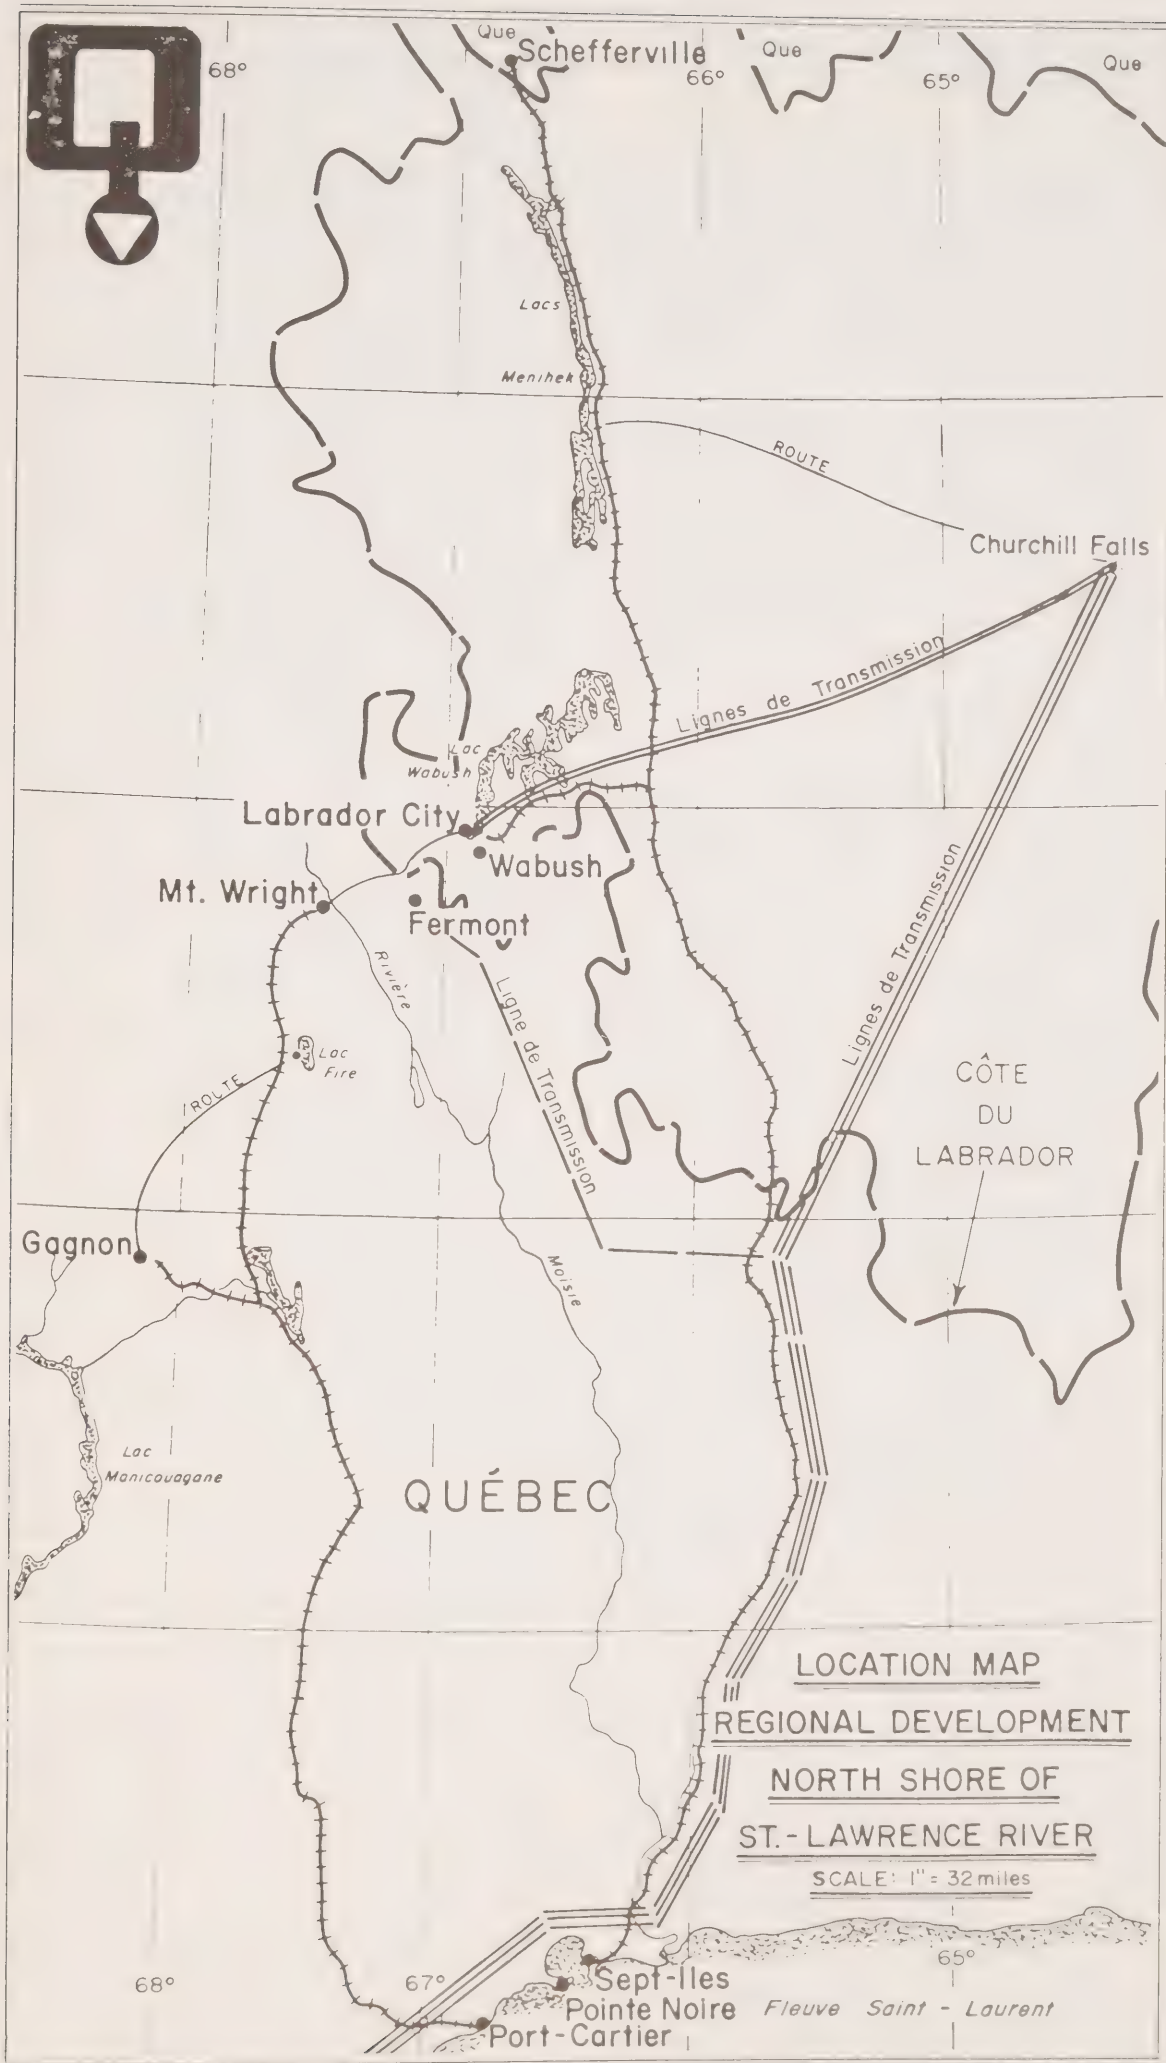 Que
Schefferville
Que
Que
68°
66°
65°
Lacs
Menihek
ROUTE
Churchill Falls
Lignes de Transmission
Lac
Wabush
Labrador City
Wabush
Mt. Wright
Fermont
Rivière
Ligne de Transmission
Lignes de Transmission
Lac
Fire
ROUTE
CÔTE
DU
LABRADOR
Gagnon
Moisie
Lac
Manicouagane
QUÉBEC
LOCATION MAP
REGIONAL DEVELOPMENT
NORTH SHORE OF
ST.-LAWRENCE RIVER
SCALE: 1" = 32 miles
68°
67°
65°
Sept-Iles
Pointe Noire
Fleuve Saint - Laurent
Port-Cartier